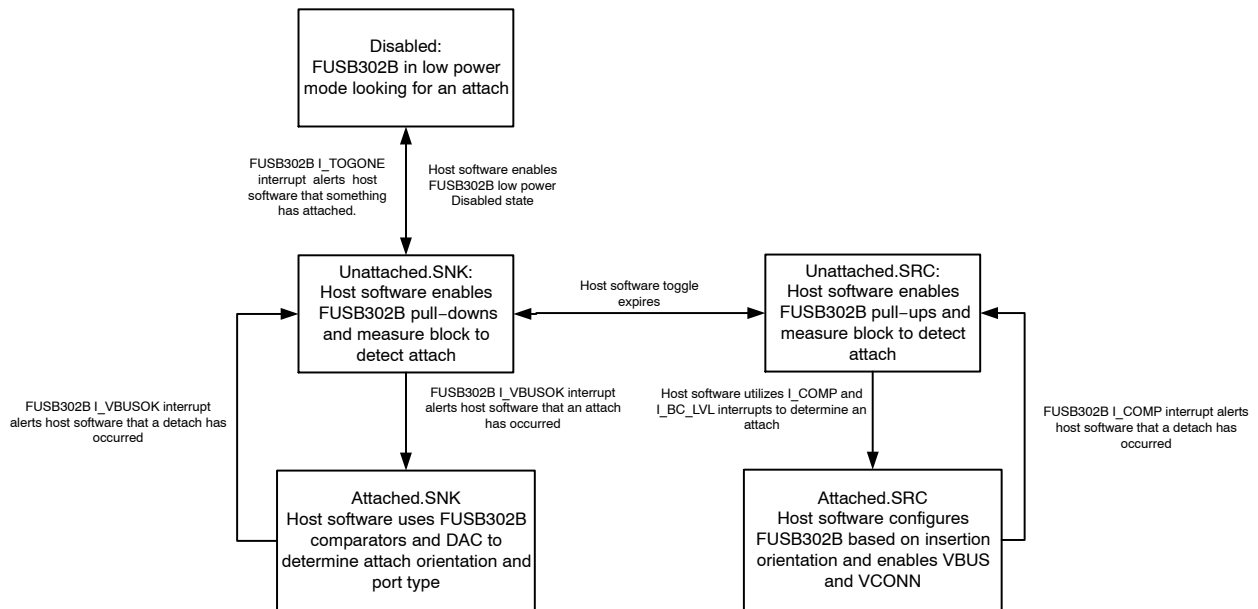 Disabled:
FUSB302B in low power
mode looking for an attach
FUSB302B I_TOGONE
interrupt alerts host
software that something
has attached.
Host software enables
FUSB302B low power
Disabled state
Unattached.SNK:
Host software enables
FUSB302B pull−downs
and measure block to
detect attach
Host software toggle
expires
Unattached.SRC:
Host software enables
FUSB302B pull−ups and
measure block to detect
attach
FUSB302B I_VBUSOK interrupt
alerts host software that a detach has
occurred
FUSB302B I_VBUSOK interrupt
alerts host software that an attach
has occurred
Host software utilizes I_COMP and
I_BC_LVL interrupts to determine an
attach
FUSB302B I_COMP interrupt alerts
host software that a detach has
occurred
Attached.SNK
Host software uses FUSB302B
comparators and DAC to
determine attach orientation and
port type
Attached.SRC
Host software configures
FUSB302B based on insertion
orientation and enables VBUS
and VCONN